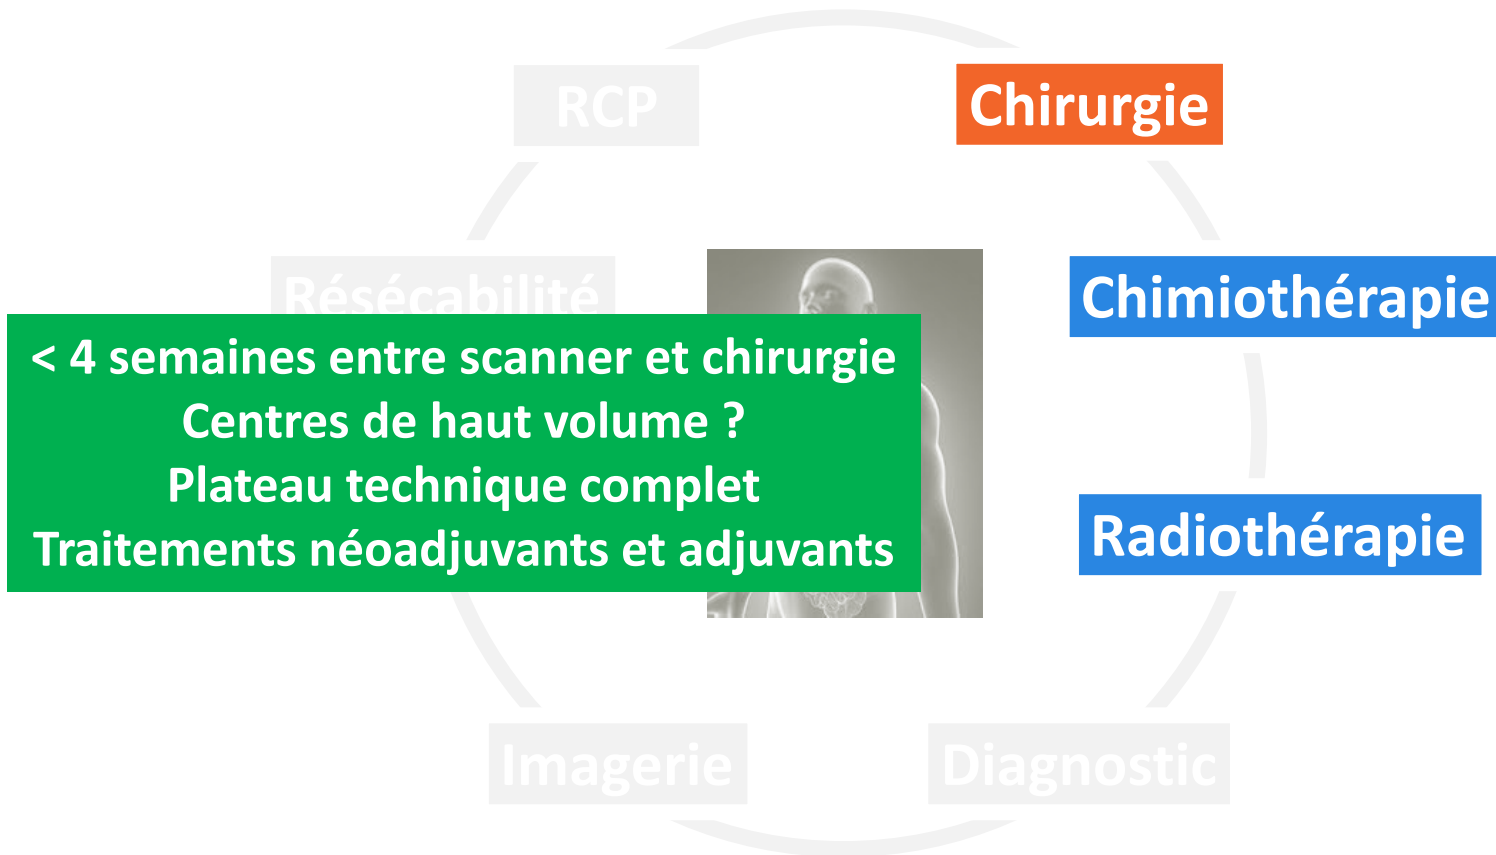 RCP
Chirurgie
Résécabilité
Chimiothérapie
< 4 semaines entre scanner et chirurgie
Centres de haut volume ?
Plateau technique complet
Traitements néoadjuvants et adjuvants
Radiothérapie
Imagerie
Diagnostic